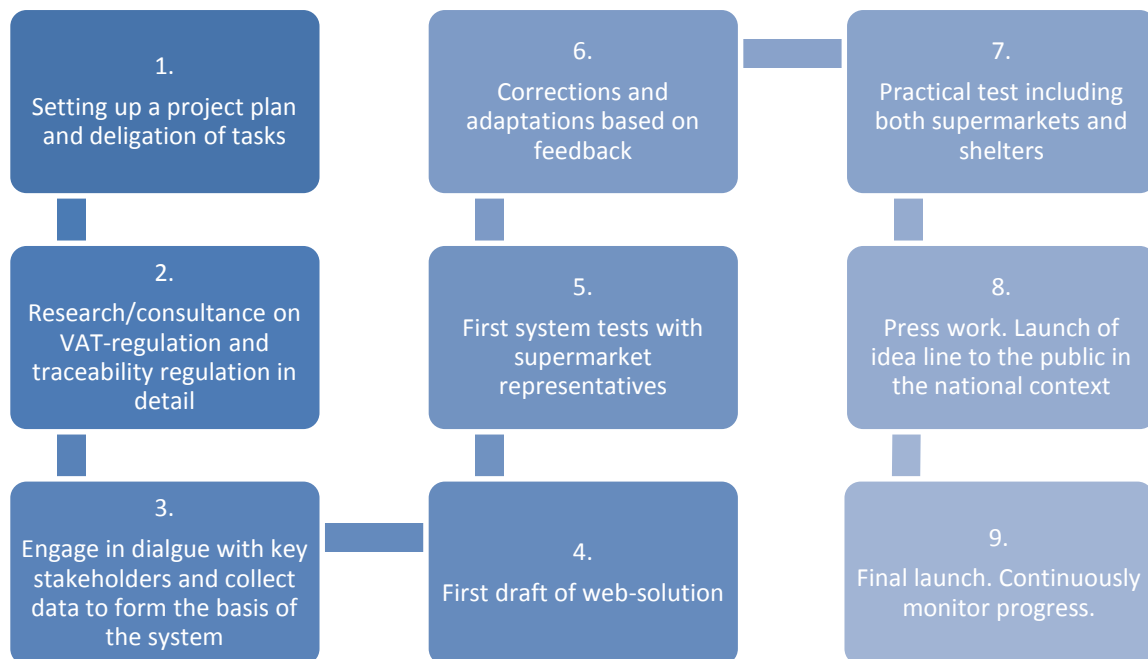 1.
Setting up a project plan
and deligation of tasks
2.
Research/consultance on
VAT-regulation and
traceability regulation in
detail
3.
Engage in dialgue with key
stakeholders and collect
data to form the basis of
the system
4.
First draft of web-solution
5.
First system tests with
supermarket
representatives
6.
Corrections and
adaptations based on
feedback
7.
Practical test including
both supermarkets and
shelters
8.
Press work. Launch of
idea line to the public in
the national context
9.
Final launch. Continuously
monitor progress.